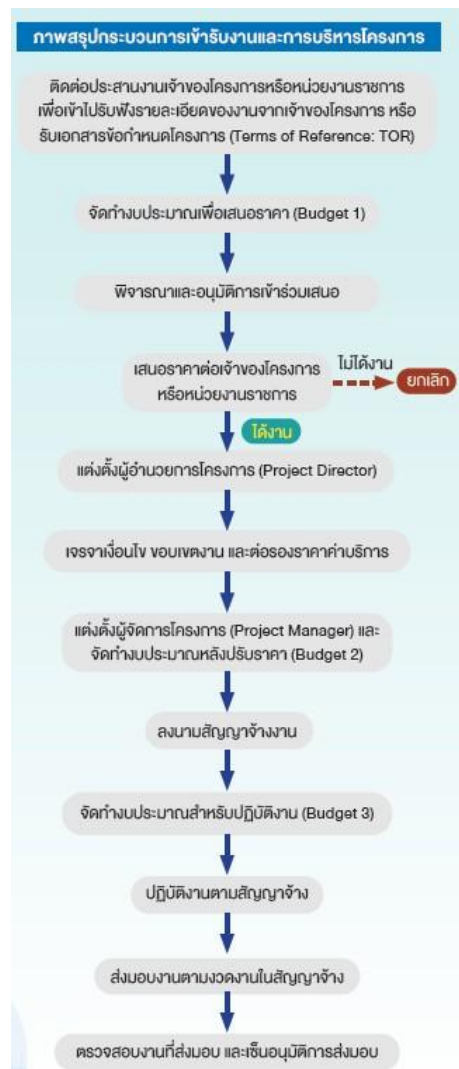 ภาพสรุปกระบวนการเข้ารับงานและการบริหารโครงการ
ติดต่อประสานงานเจ้าของโครงการหรือหน่วยงานราชการ
เพื่อเข้าไปรับฟังรายละเอียดของงานจากเจ้าของโครงการ หรือ
รับเอกสารข้อกำหนดโครงการ (Terms of Reference: TOR)
จัดทำงบประมาณเพื่อเสนอราคา (Budget 1)
พิจารณาและอนุมัติการเข้าร่วมเสนอ
เสนอราคาต่อเจ้าของโครงการ
หรือหน่วยงานราชการ
ไม่ได้งาน
ยกเลิก
ได้งาน
แต่งตั้งผู้อำนวยการโครงการ (Project Director)
เจรจาเงื่อนไข ขอบเขตงาน และต่อรองราคาค่าบริการ
แต่งตั้งผู้จัดการโครงการ (Project Manager) และ
จัดทำงบประมาณหลังปรับราคา (Budget 2)
ลงนามสัญญาจ้างงาน
จัดทำงบประมาณสำหรับปฏิบัติงาน (Budget 3)
ปฏิบัติงานตามสัญญาจ้าง
ส่งมอบงานตามงวดงานในสัญญาจ้าง
ตรวจสอบงานที่ส่งมอบ และเซ็นอนุมัติการส่งมอบ